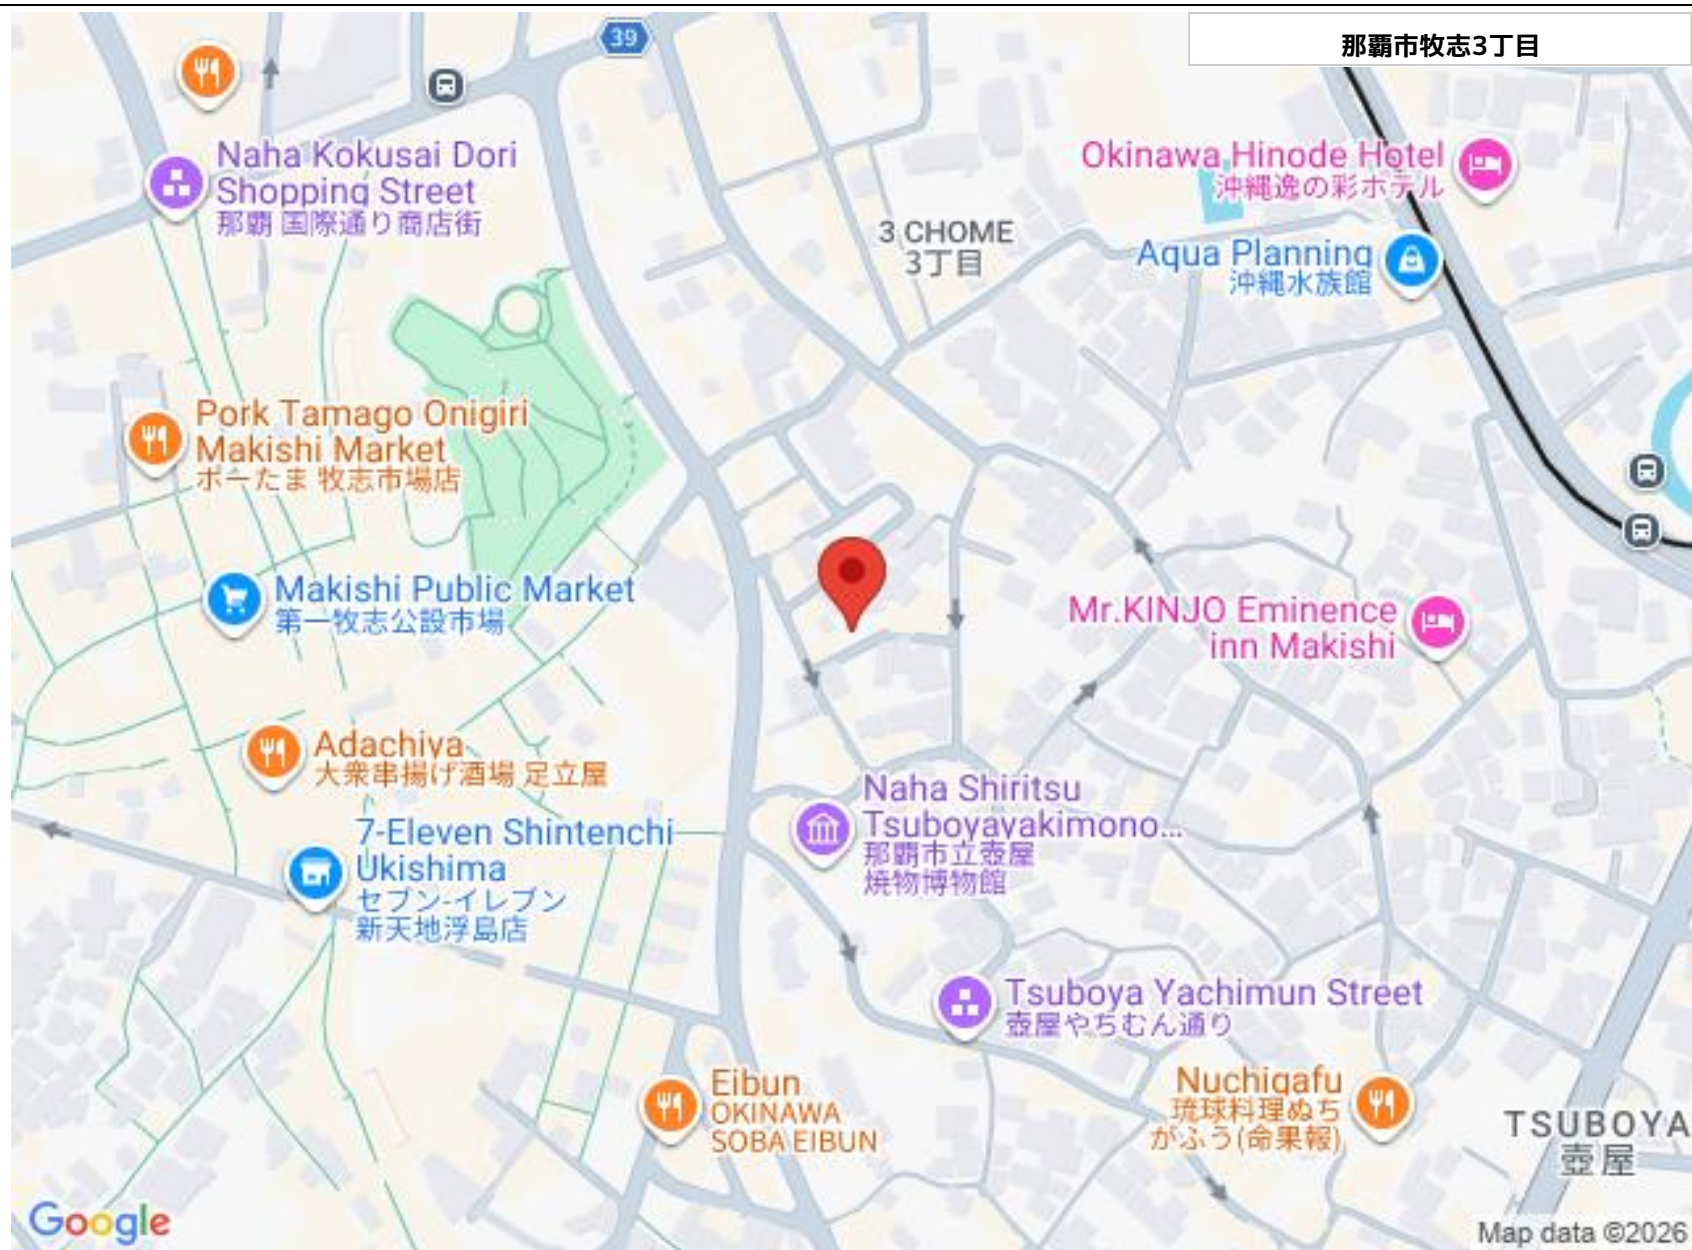 那覇市牧志3丁目
39
Naha Kokusai Dori
Shopping Street
那覇 国際通り商店街
Okinawa Hinode Hotel
沖縄逸の彩ホテル
3 CHOME
3丁目
Aqua Planning
沖縄水族館
Pork Tamago Onigiri
Makishi Market
ポーたま 牧志市場店
Makishi Public Market
第一牧志公設市場
Mr.KINJO Eminence
inn Makishi
Adachiya
大衆串揚げ酒場 足立屋
Naha Shiritsu
Tsuboyayakimono...
那覇市立壺屋
焼物博物館
7-Eleven Shintenchi
Ukishima
セブン-イレブン
新天地浮島店
Tsuboya Yachimun Street
壺屋やちむん通り
Eibun
OKINAWA
SOBA EIBUN
Nuchigafu
琉球料理ぬち
がふう(命果報)
TSUBOYA
壺屋
Google
Map data ©2026